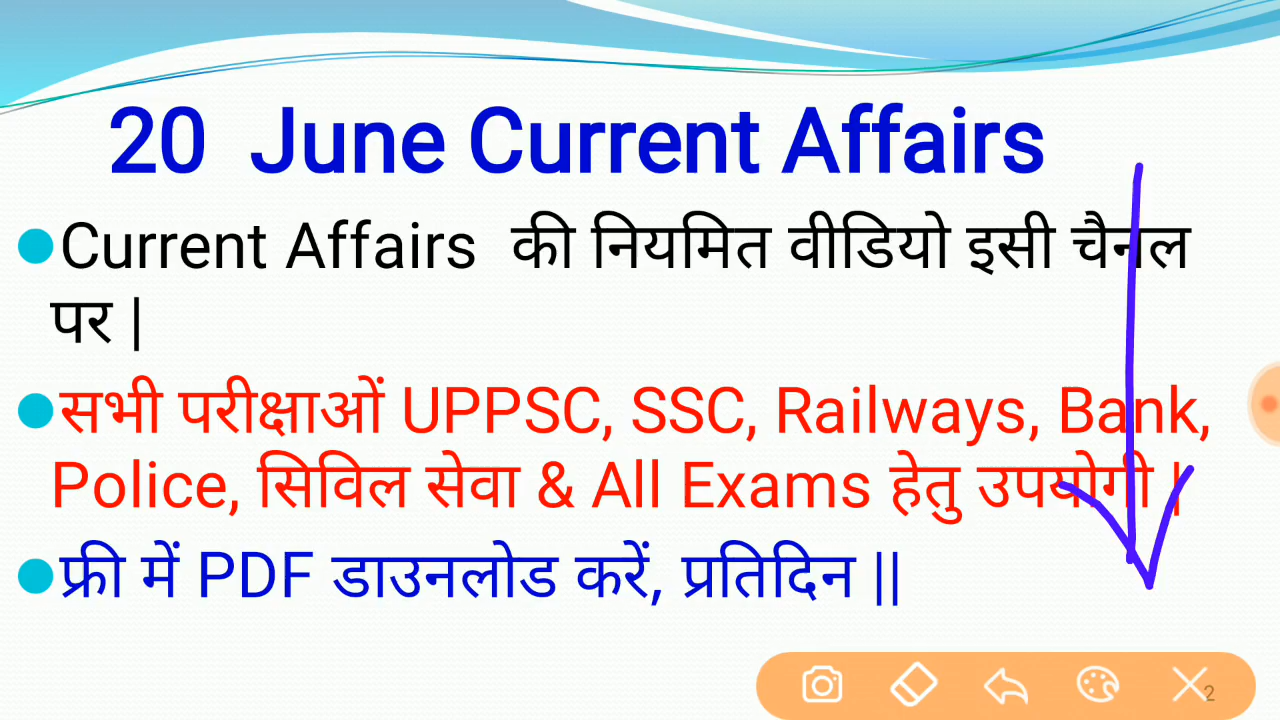 20 June Current Affairs
Current Affairs की नियमित वीडियो इसी चैनल
पर |
सभी परीक्षाओं UPPSC, SSC, Railways, Bank,
Police, सिविल सेवा & All Exams हेतु उपयोगी |
फ्री में PDF डाउनलोड करें, प्रतिदिन ||
2